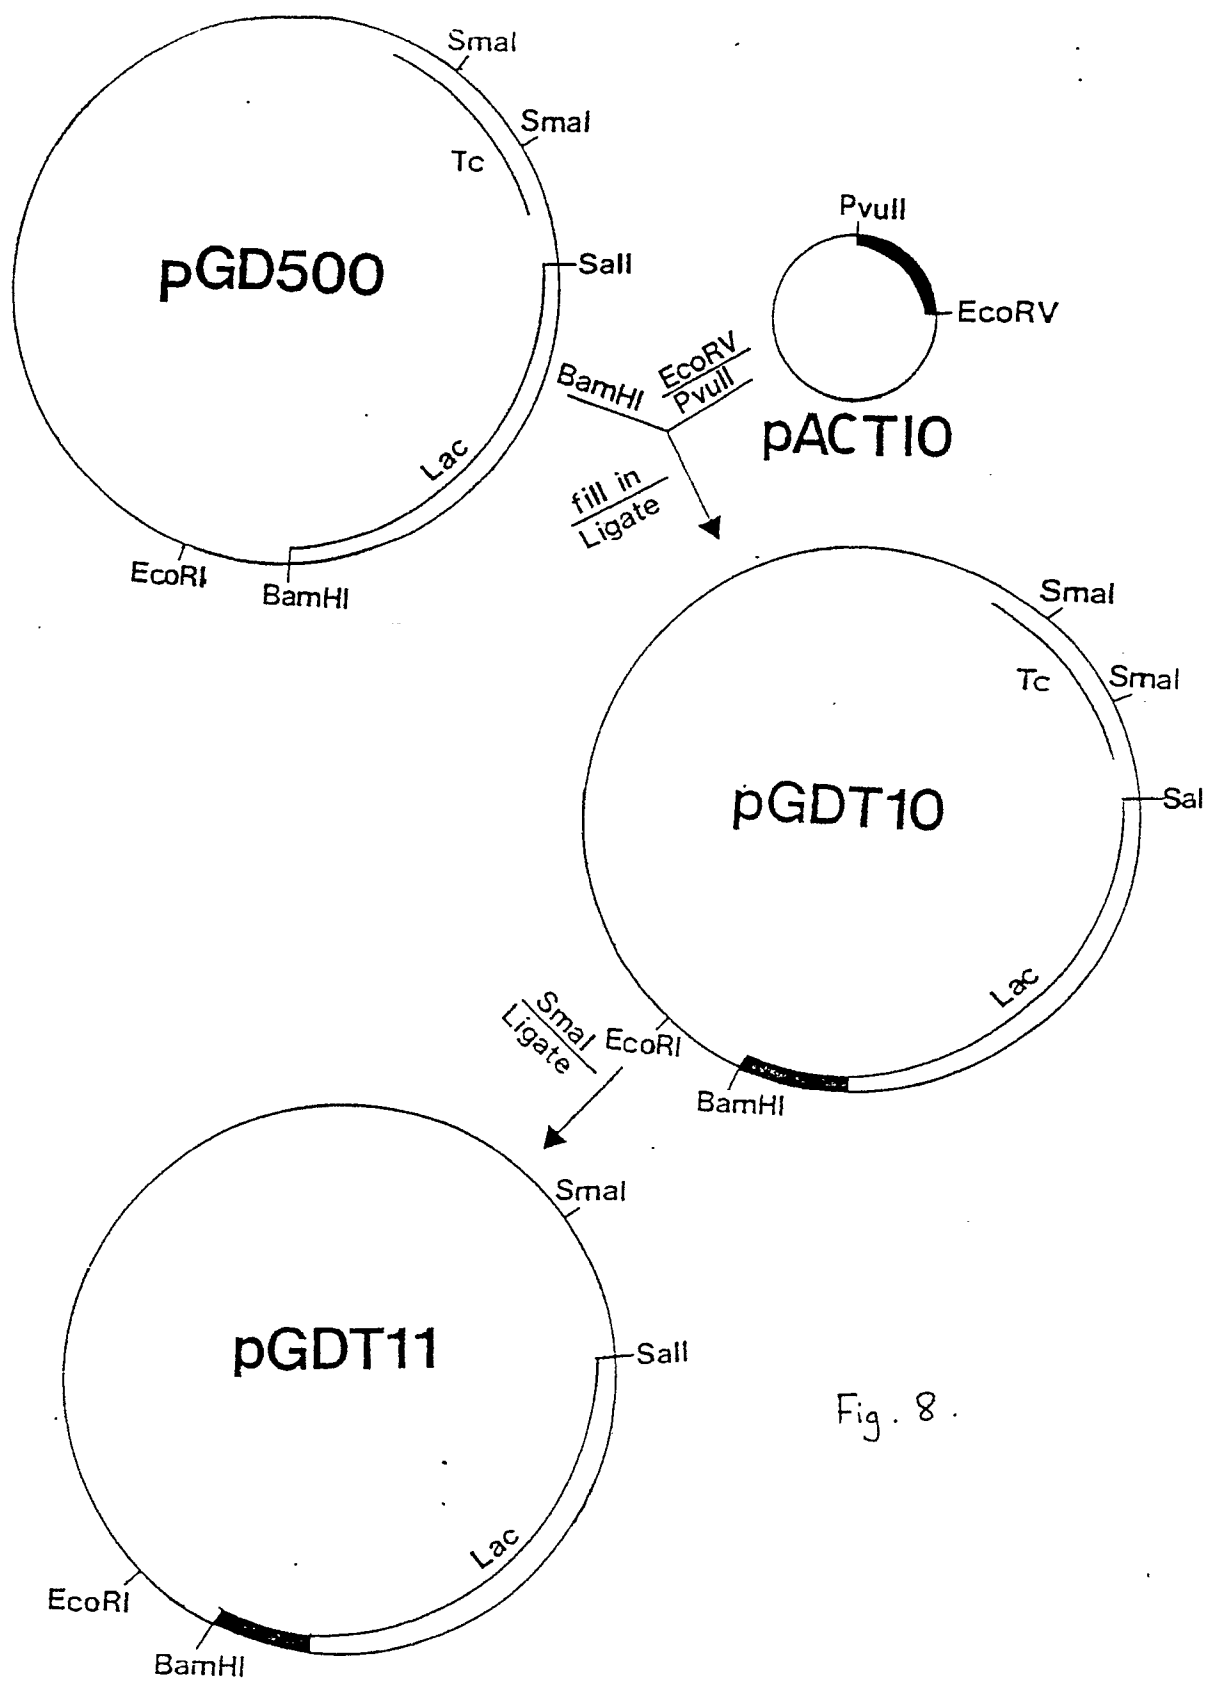 SmaI
SmaI
Tc
pGD500
SalI
Lac
EcoRI
BamHI
PvuII
EcoRV
pACT10
BamHI
EcoRV
PvuII
fill in
Ligate
SmaI
Tc
SmaI
pGDT10
Sal
Lac
EcoRI
BamHI
SmaI
Ligate
SmaI
pGDT11
SalI
Lac
EcoRI
BamHI
Fig. 8.